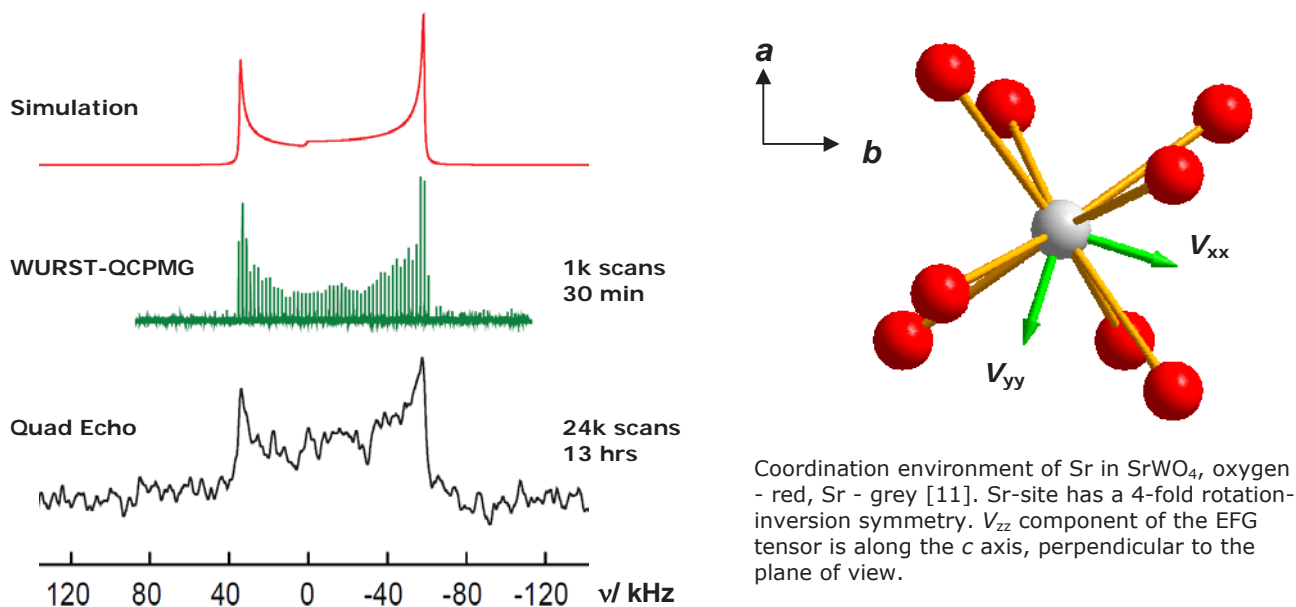 Simulation
WURST-QCPMG
1k scans
30 min
Quad Echo
24k scans
13 hrs
120 80 40 0 -40 -80 -120 ν/ kHz
a
b
Vxx
Vyy
Coordination environment of Sr in SrWO₄, oxygen
- red, Sr - grey [11]. Sr-site has a 4-fold rotation-
inversion symmetry. Vzz component of the EFG
tensor is along the c axis, perpendicular to the
plane of view.